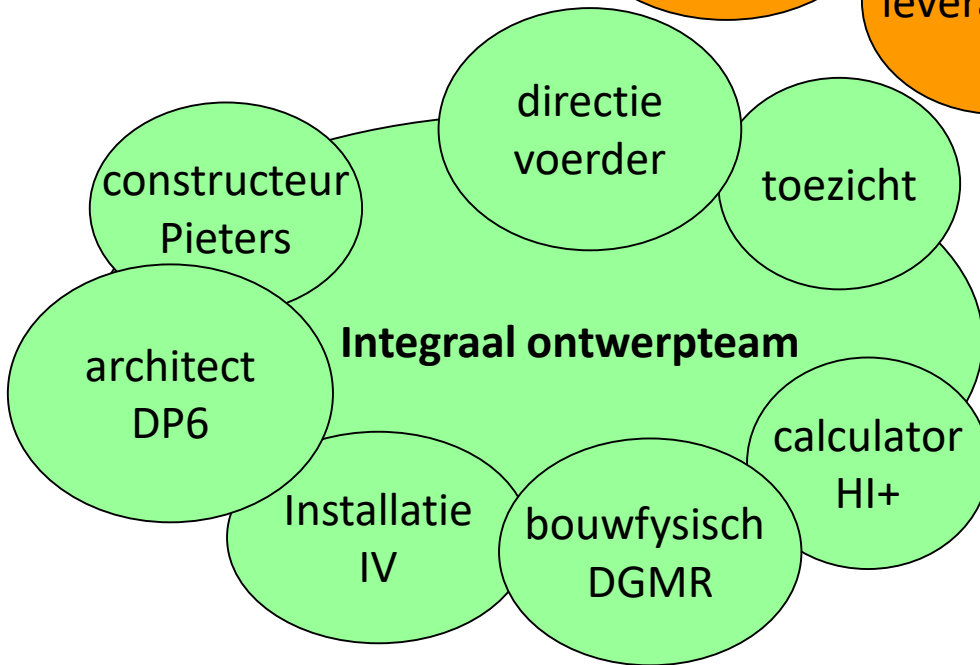 directie
voerder
toezicht
constructeur
Pieters
Integraal ontwerpteam
architect
DP6
calculator
HI+
Installatie
IV
bouwfysisch
DGMR